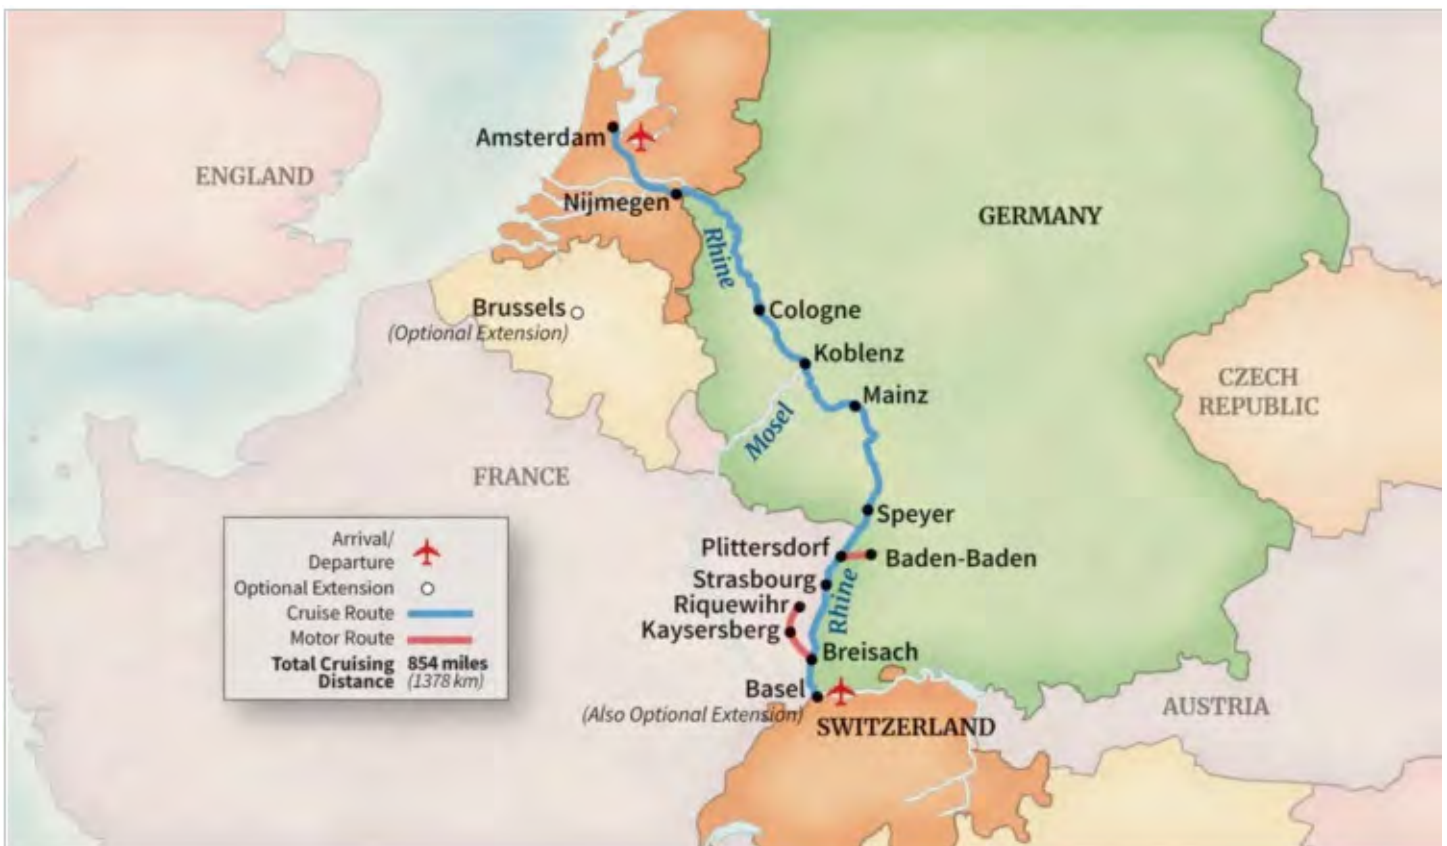 Amsterdam
ENGLAND
Nijmegen
GERMANY
Rhine
Brussels
(Optional Extension)
Cologne
Koblenz
CZECH
REPUBLIC
Mainz
Mosel
FRANCE
Speyer
Plittersdorf
Baden-Baden
Strasbourg
Riquewihr
Rhine
Kaysersberg
Breisach
Basel
(Also Optional Extension)
SWITZERLAND
AUSTRIA
Arrival/
Departure
Optional Extension
Cruise Route
Motor Route
Total Cruising 854 miles
Distance (1378 km)